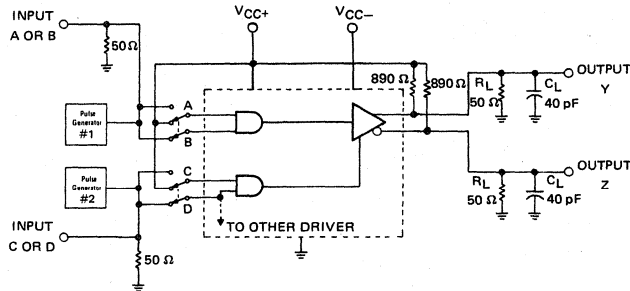 INPUT
A OR B
50 Ω
VCC+
VCC−
Pulse
Generator
#1
A
B
890 Ω
890 Ω
RL
50 Ω
CL
40 pF
OUTPUT
Y
Pulse
Generator
#2
C
D
TO OTHER DRIVER
RL
50 Ω
CL
40 pF
OUTPUT
Z
INPUT
C OR D
50 Ω